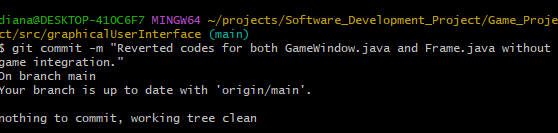 diana@DESKTOP-41OC6F7 MINGW64 ~/projects/Software_Development_Project/Game_Proje
ct/src/graphicalUserInterface (main)
$ git commit -m "Reverted codes for both GameWindow.java and Frame.java without
game integration."
On branch main
Your branch is up to date with 'origin/main'.
nothing to commit, working tree clean